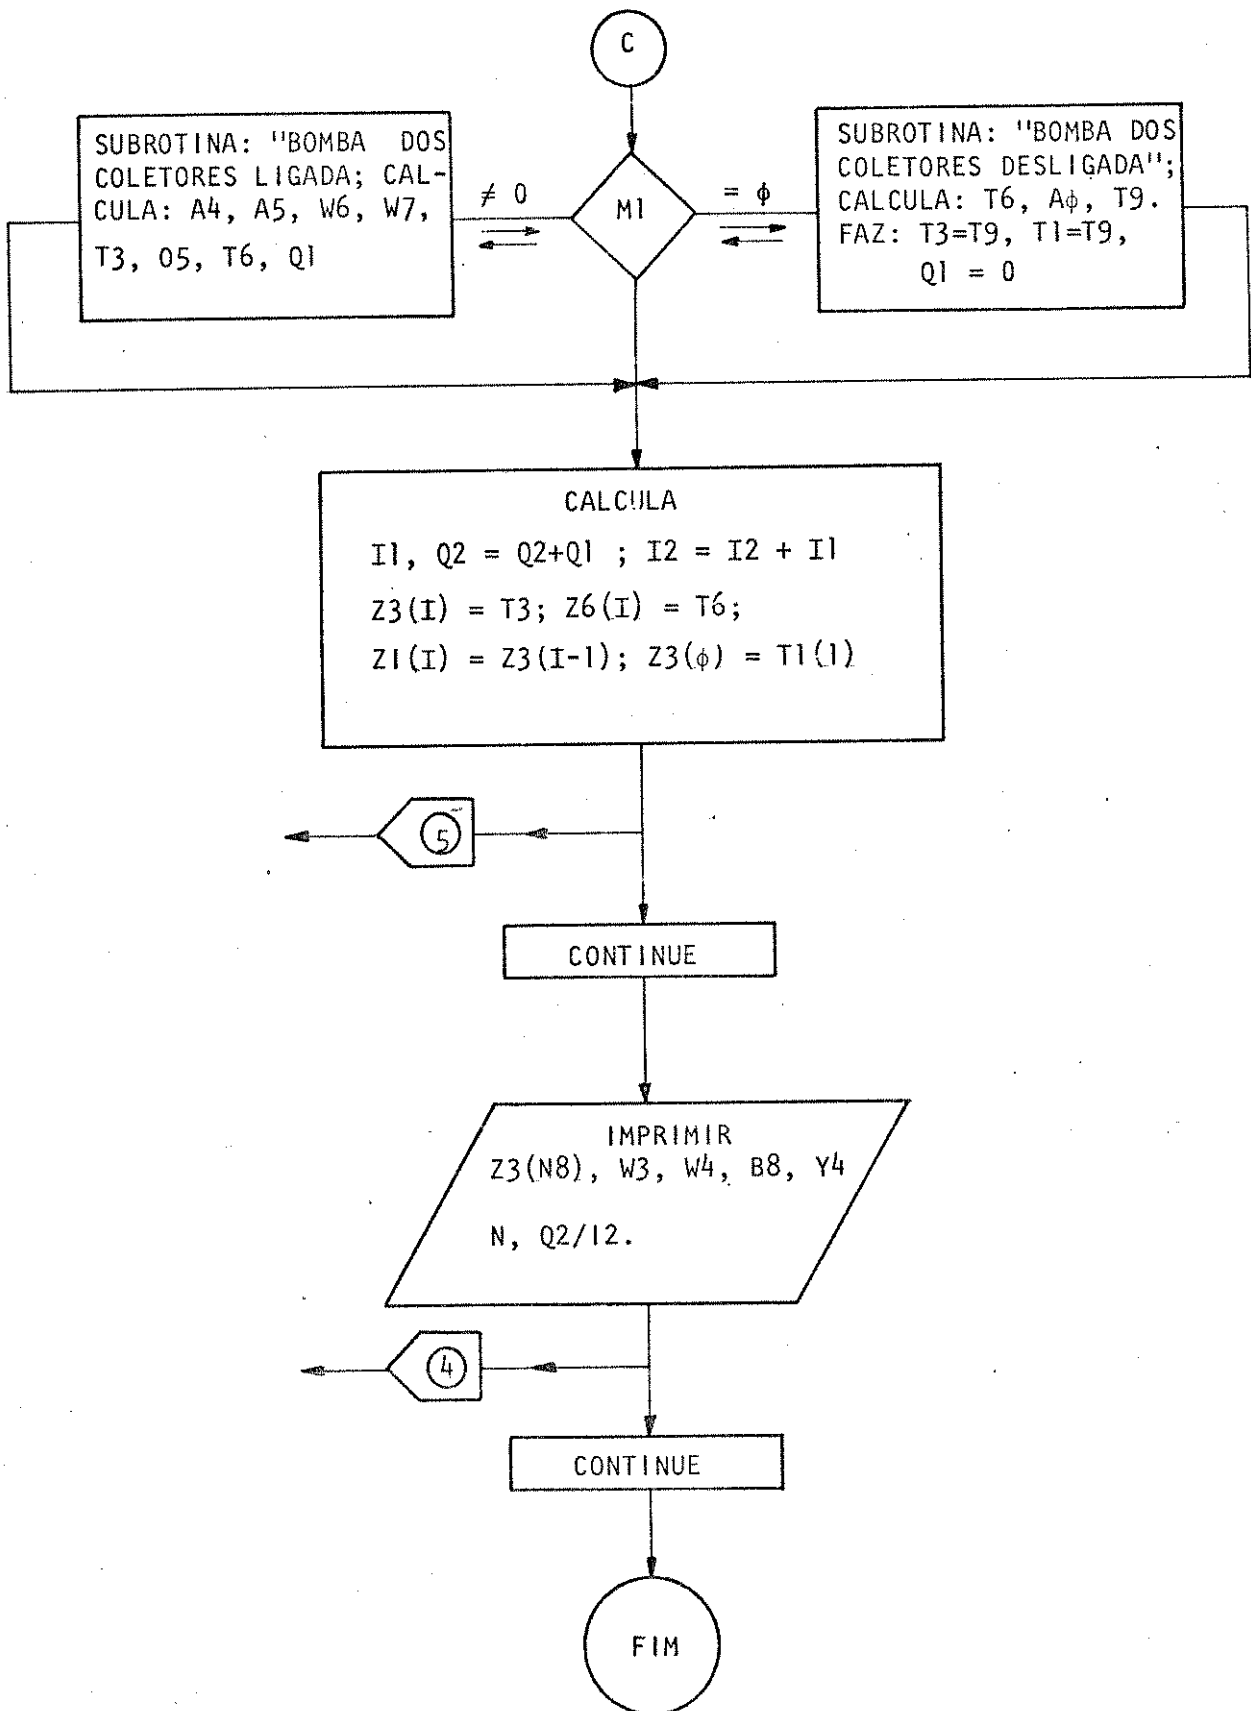 C
SUBROTINA: "BOMBA DOS
COLETORES LIGADA; CAL-
CULA: A4, A5, W6, W7,
T3, O5, T6, Q1
≠ 0
M1
= ϕ
SUBROTINA: "BOMBA DOS
COLETORES DESLIGADA";
CALCULA: T6, Aϕ, T9.
FAZ: T3=T9, T1=T9,
Q1 = 0
CALCULA
I1, Q2 = Q2+Q1 ; I2 = I2 + I1
Z3(I) = T3; Z6(I) = T6;
Z1(I) = Z3(I-1); Z3(ϕ) = T1(1)
5
CONTINUE
IMPRIMIR
Z3(N8), W3, W4, B8, Y4
N, Q2/I2.
4
CONTINUE
FIM